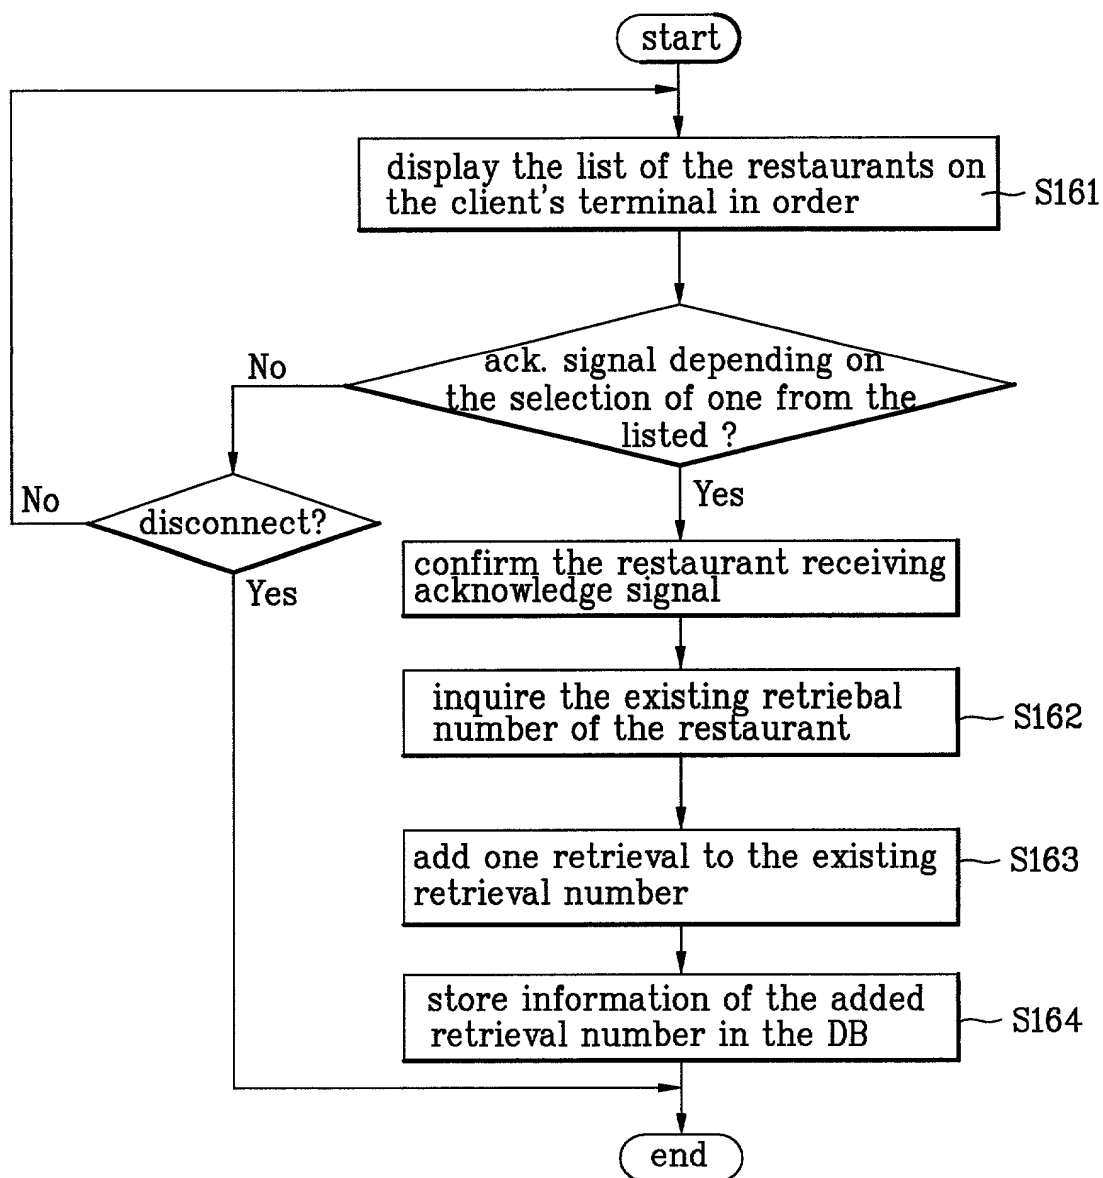 start
display the list of the restaurants on
the client's terminal in order
S161
ack. signal depending on
the selection of one from the
listed ?
No
Yes
No
disconnect?
Yes
confirm the restaurant receiving
acknowledge signal
inquire the existing retriebal
number of the restaurant
S162
add one retrieval to the existing
retrieval number
S163
store information of the added
retrieval number in the DB
S164
end